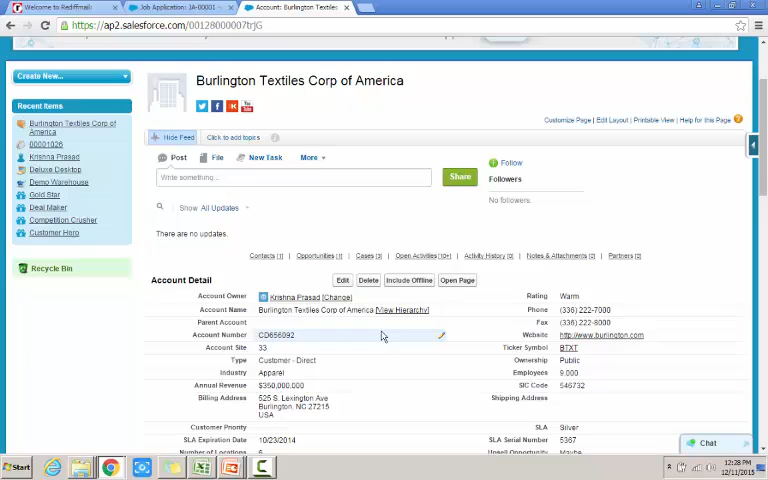 Welcome to Rediffmail:
Job Application: JA-00001
Account: Burlington Textiles
https://ap2.salesforce.com/00128000007trjG
Create New...
Recent Items
Burlington Textiles Corp of
America
00001026
Krishna Prasad
Deluxe Desktop
Demo Warehouse
Gold Star
Deal Maker
Competition Crusher
Customer Hero
Recycle Bin
Burlington Textiles Corp of America
Customize Page | Edit Layout | Printable View | Help for this Page
Hide Feed
Click to add topics
Post File New Task More
Write something...
Share
Follow
Followers
No followers.
Show All Updates
There are no updates.
Contacts [1] | Opportunities [1] | Cases [3] | Open Activities [10+] | Activity History [0] | Notes & Attachments [2] | Partners [0]
Account Detail
Edit Delete Include Offline Open Page
Account Owner Krishna Prasad [Change]
Rating Warm
Account Name Burlington Textiles Corp of America [View Hierarchy]
Phone (336) 222-7000
Parent Account
Fax (336) 222-8000
Account Number CD656092
Website http://www.burlington.com
Account Site 33
Ticker Symbol BTXT
Type Customer - Direct
Ownership Public
Industry Apparel
Employees 9,000
Annual Revenue $350,000,000
SIC Code 546732
Billing Address 525 S. Lexington Ave
Burlington, NC 27215
USA
Shipping Address
Customer Priority
SLA Silver
SLA Expiration Date 10/23/2014
SLA Serial Number 5367
Number of Locations 6
Upsell Opportunity Maybe
Chat
Start
12:28 PM
12/11/2015